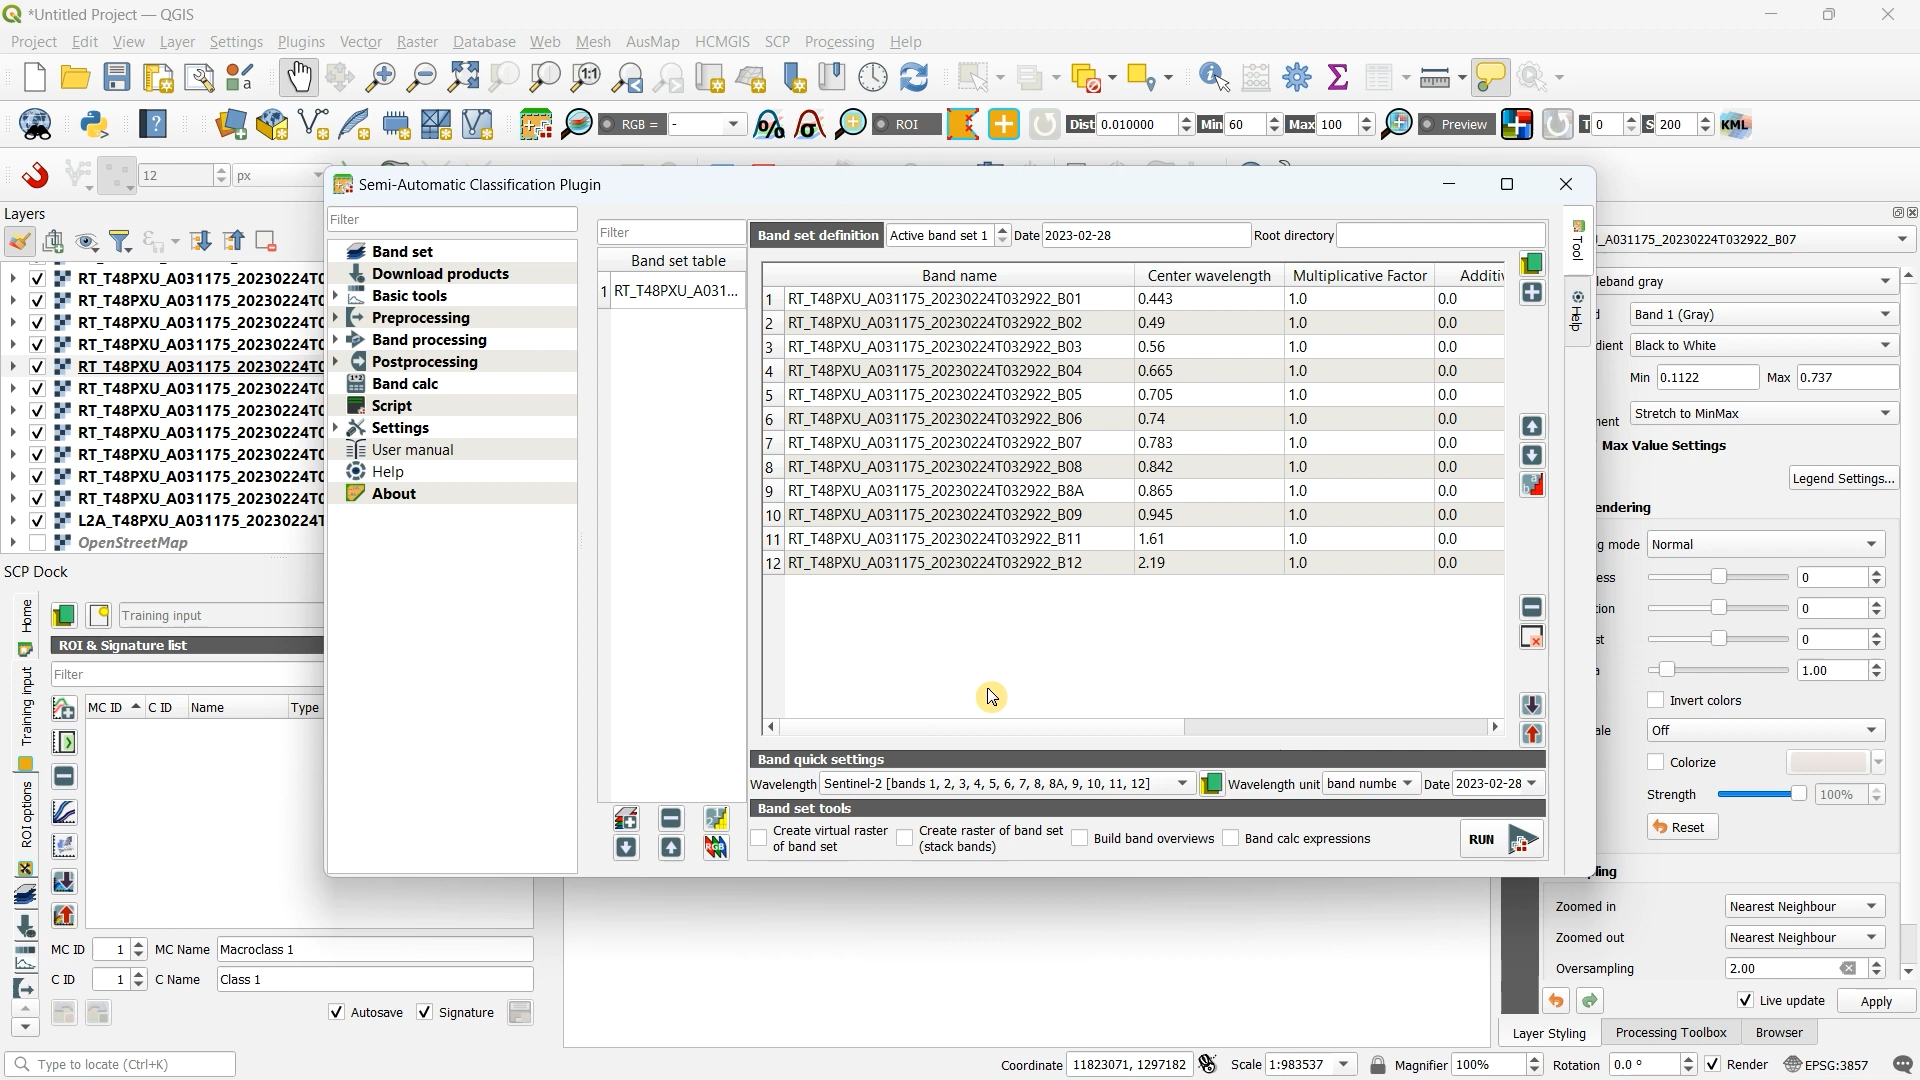 *Untitled Project — QGIS
Project Edit View Layer Settings Plugins Vector Raster Database Web Mesh AusMap HCMGIS SCP Processing Help
RGB = - ROI Dist 0.010000 Min 60 Max 100 Preview T 0 S 200 KML
12 px
Semi-Automatic Classification Plugin
Layers
RT_T48PXU_A031175_20230224T0
RT_T48PXU_A031175_20230224T0
RT_T48PXU_A031175_20230224T0
RT_T48PXU_A031175_20230224T0
RT_T48PXU_A031175_20230224T0
RT_T48PXU_A031175_20230224T0
RT_T48PXU_A031175_20230224T0
RT_T48PXU_A031175_20230224T0
RT_T48PXU_A031175_20230224T0
RT_T48PXU_A031175_20230224T0
RT_T48PXU_A031175_20230224T0
L2A_T48PXU_A031175_20230224T
OpenStreetMap
SCP Dock
Home
Training input
ROI options
Training input
ROI & Signature list
Filter
MC ID C ID Name Type
MC ID 1 MC Name Macroclass 1
C ID 1 C Name Class 1
Autosave Signature
Type to locate (Ctrl+K)
Filter
Band set
Download products
Basic tools
Preprocessing
Band processing
Postprocessing
Band calc
Script
Settings
User manual
Help
About
Filter
Band set table
1 RT_T48PXU_A031...
RGB
Band set definition Active band set 1 Date 2023-02-28 Root directory
Band name Center wavelength Multiplicative Factor Additiv
1 RT_T48PXU_A031175_20230224T032922_B01 0.443 1.0 0.0
2 RT_T48PXU_A031175_20230224T032922_B02 0.49 1.0 0.0
3 RT_T48PXU_A031175_20230224T032922_B03 0.56 1.0 0.0
4 RT_T48PXU_A031175_20230224T032922_B04 0.665 1.0 0.0
5 RT_T48PXU_A031175_20230224T032922_B05 0.705 1.0 0.0
6 RT_T48PXU_A031175_20230224T032922_B06 0.74 1.0 0.0
7 RT_T48PXU_A031175_20230224T032922_B07 0.783 1.0 0.0
8 RT_T48PXU_A031175_20230224T032922_B08 0.842 1.0 0.0
9 RT_T48PXU_A031175_20230224T032922_B8A 0.865 1.0 0.0
10 RT_T48PXU_A031175_20230224T032922_B09 0.945 1.0 0.0
11 RT_T48PXU_A031175_20230224T032922_B11 1.61 1.0 0.0
12 RT_T48PXU_A031175_20230224T032922_B12 2.19 1.0 0.0
Band quick settings
Wavelength Sentinel-2 [bands 1, 2, 3, 4, 5, 6, 7, 8, 8A, 9, 10, 11, 12] Wavelength unit band numbe Date 2023-02-28
Band set tools
Create virtual raster of band set Create raster of band set (stack bands) Build band overviews Band calc expressions RUN
Tool
Help
_A031175_20230224T032922_B07
leband gray
d Band 1 (Gray)
dient Black to White
Min 0.1122 Max 0.737
nent Stretch to MinMax
Max Value Settings
Legend Settings...
endering
g mode Normal
ess 0
tion 0
st 0
a 1.00
Invert colors
ale Off
Colorize
Strength 100%
Reset
ling
Zoomed in Nearest Neighbour
Zoomed out Nearest Neighbour
Oversampling 2.00
Live update Apply
Layer Styling Processing Toolbox Browser
Coordinate 11823071, 1297182 Scale 1:983537 Magnifier 100% Rotation 0.0 ° Render EPSG:3857